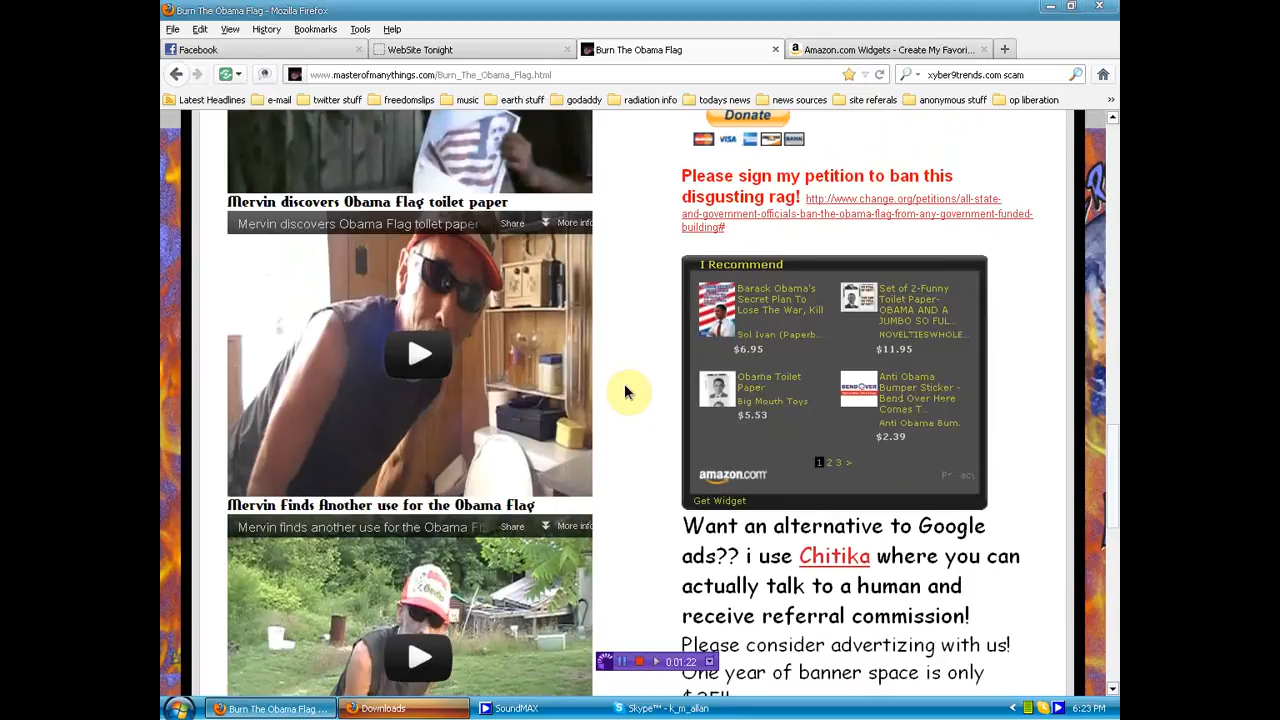 Burn The Obama Flag - Mozilla Firefox
File Edit View History Bookmarks Tools Help
Facebook × WebSite Tonight × Burn The Obama Flag × Amazon.com Widgets - Create My Favori... × +
www.masterofmanythings.com/Burn_The_Obama_Flag.html xyber9trends.com scam
Latest Headlines e-mail twitter stuff freedomslips music earth stuff godaddy radiation info todays news news sources site referals anonymous stuff op liberation »
Mervin discovers Obama Flag toilet paper
Mervin discovers Obama Flag toilet paper Share More info
Mervin Finds Another use for the Obama Flag
Mervin finds another use for the Obama Fl Share More info
Donate
VISA
Please sign my petition to ban this
disgusting rag! http://www.change.org/petitions/all-state-
and-government-officials-ban-the-obama-flag-from-any-government-funded-
building#
I Recommend
Barack Obama's
Secret Plan To
Lose The War, Kill
Sol Ivan (Paperb...
$6.95
Set of 2-Funny
Toilet Paper-
OBAMA AND A
JUMBO SO FUL...
NOVELTIESWHOLE...
$11.95
Obama Toilet
Paper
Big Mouth Toys
$5.53
BENDOVER
Anti Obama
Bumper Sticker -
Bend Over Here
Comes T...
Anti Obama Bum.
$2.39
1 2 3 >
amazon.com Privacy
Get Widget
Want an alternative to Google
ads?? i use Chitika where you can
actually talk to a human and
receive referral commission!
Please consider advertizing with us!
One year of banner space is only
0:01:22
Burn The Obama Flag ... Downloads SoundMAX Skype™ - k_m_allan 6:23 PM